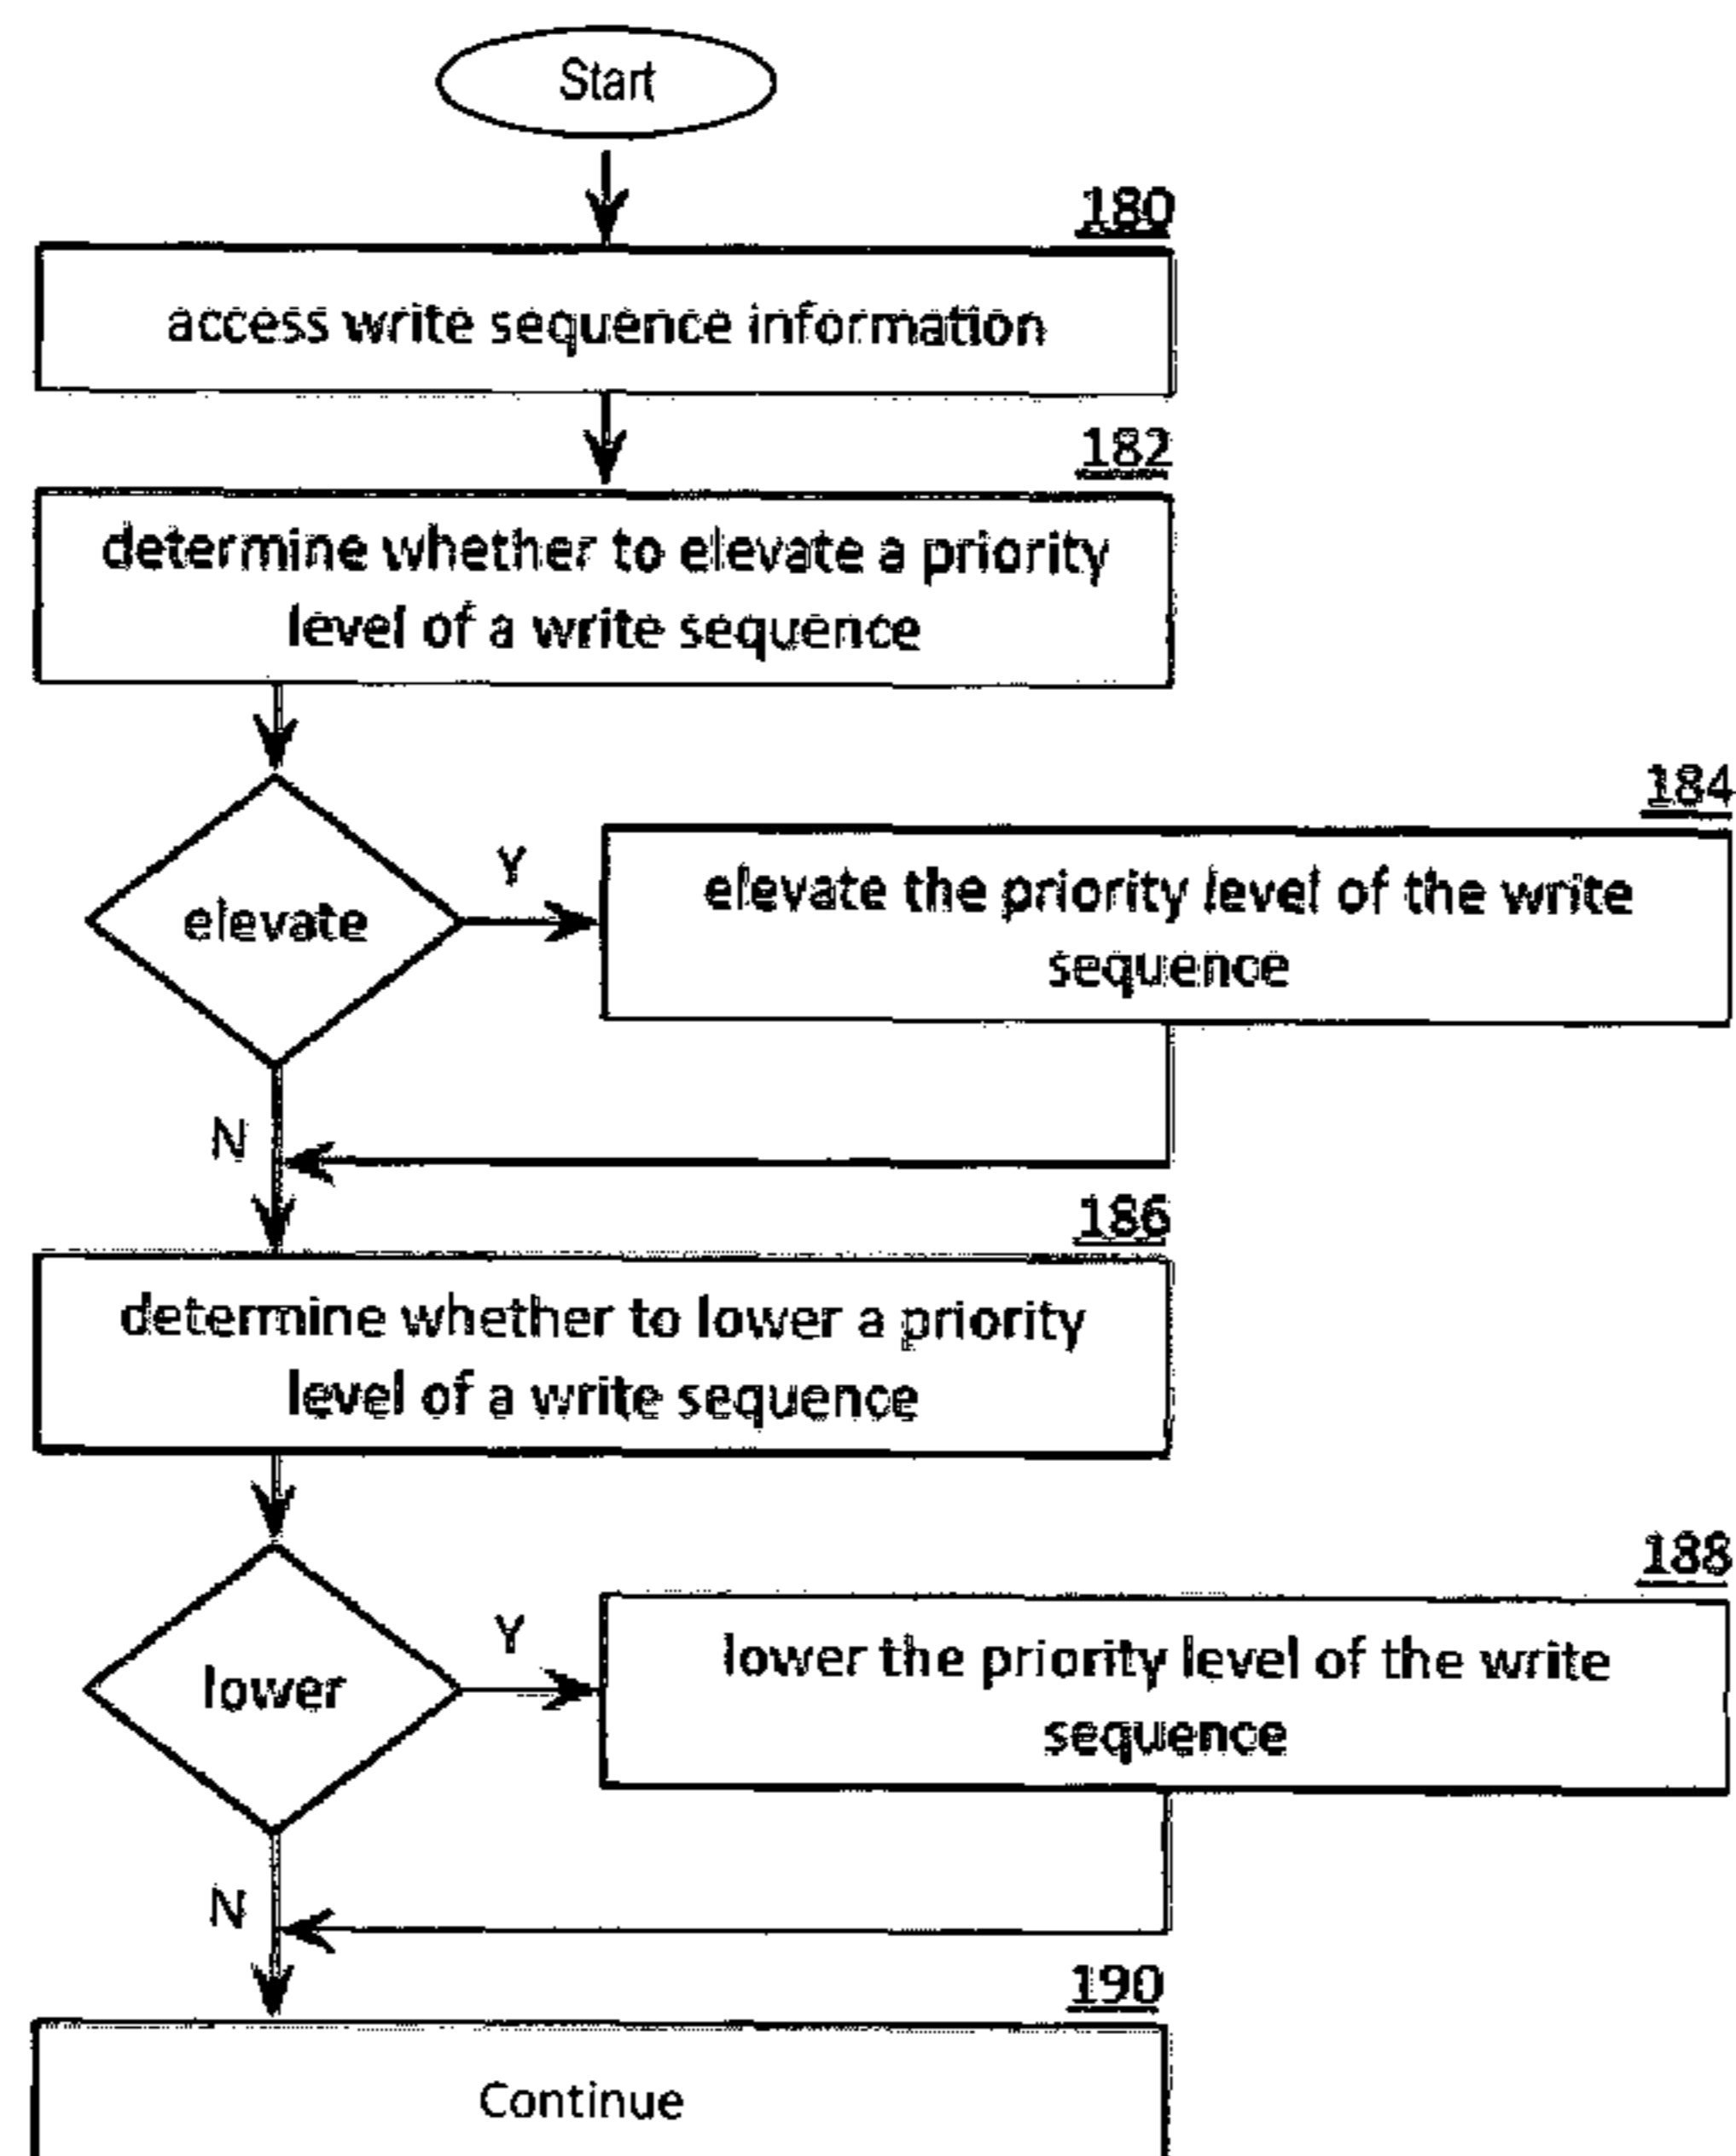 Start
180
access write sequence information
182
determine whether to elevate a priority
level of a write sequence
184
elevate
Y
elevate the priority level of the write
sequence
N
186
determine whether to lower a priority
level of a write sequence
188
lower
Y
lower the priority level of the write
sequence
N
190
Continue